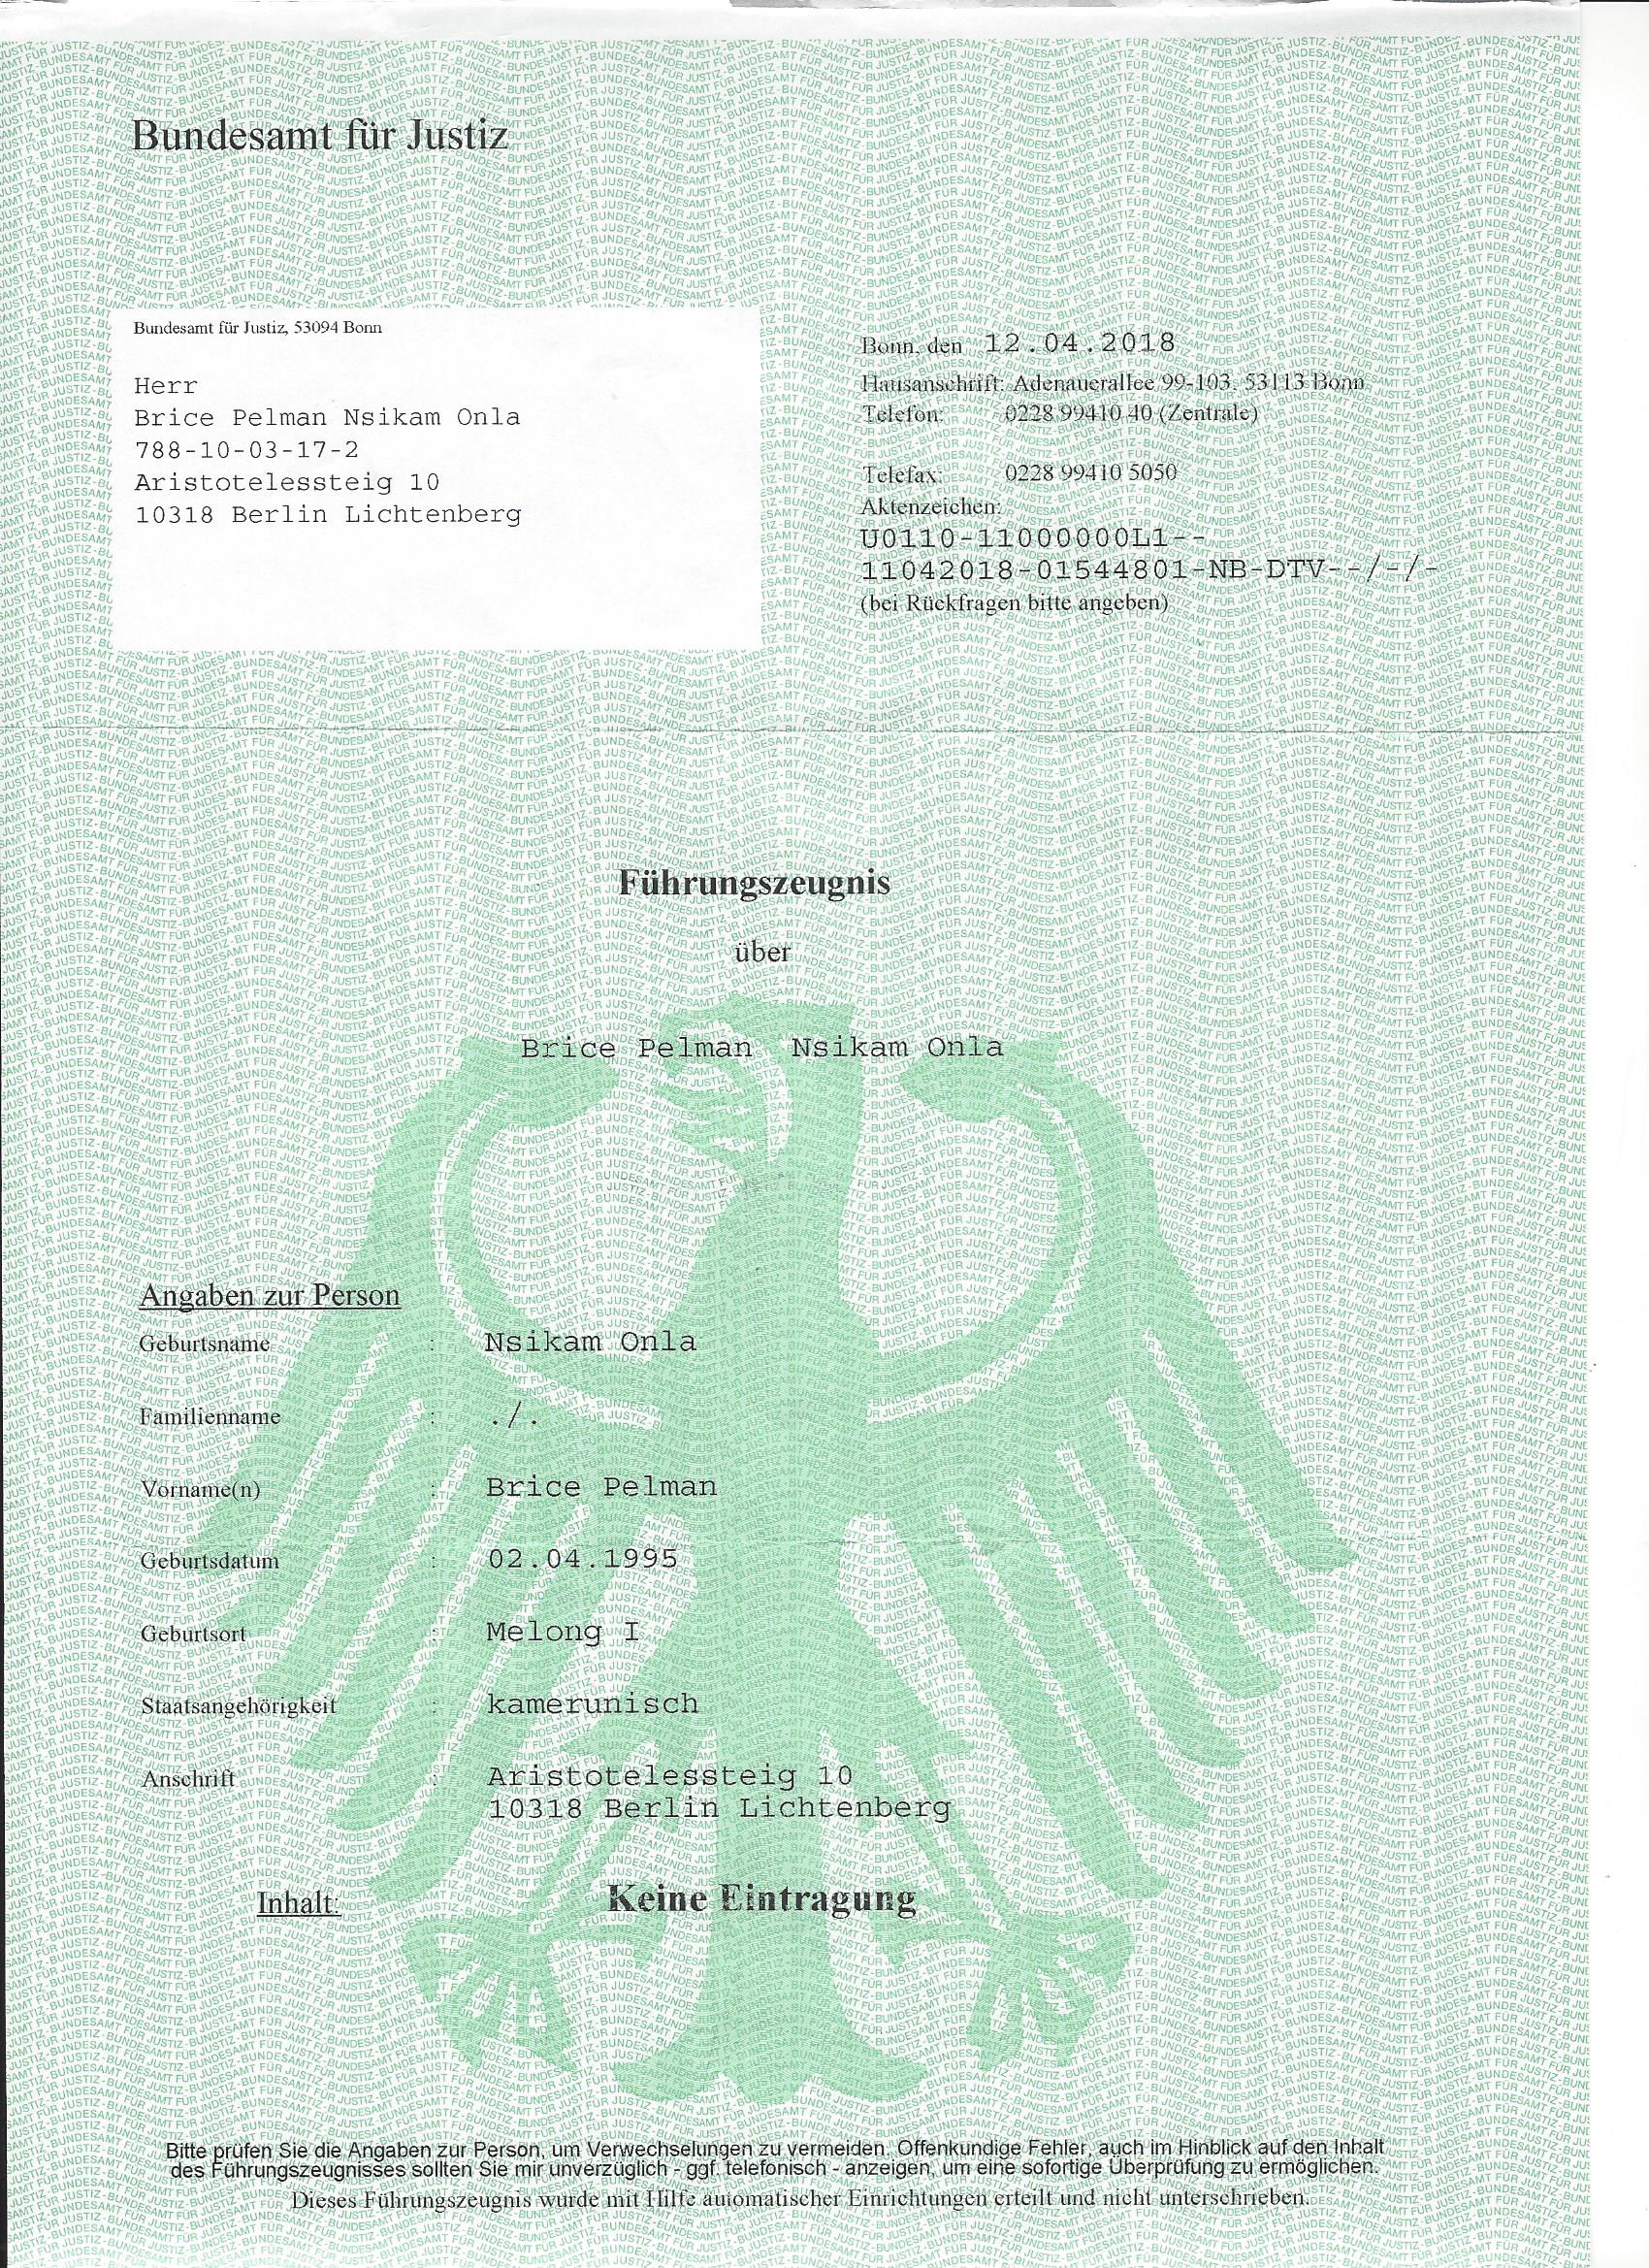 Bundesamt für Justiz
Bundesamt für Justiz, 53094 Bonn
Herr
Brice Pelman Nsikam Onla
788-10-03-17-2
Aristotelessteig 10
10318 Berlin Lichtenberg
Bonn, den 12.04.2018
Hausanschrift: Adenauerallee 99-103, 53113 Bonn
Telefon: 0228 99410 40 (Zentrale)
Telefax: 0228 99410 5050
Aktenzeichen:
U0110-11000000L1--
11042018-01544801-NB-DTV--/-/-
(bei Rückfragen bitte angeben)
Führungszeugnis
über
Brice Pelman Nsikam Onla
Angaben zur Person
Geburtsname : Nsikam Onla
Familienname : ./.
Vorname(n) : Brice Pelman
Geburtsdatum : 02.04.1995
Geburtsort : Melong I
Staatsangehörigkeit : kamerunisch
Anschrift : Aristotelessteig 10
10318 Berlin Lichtenberg
Inhalt: Keine Eintragung
Bitte prüfen Sie die Angaben zur Person, um Verwechselungen zu vermeiden. Offenkundige Fehler, auch im Hinblick auf den Inhalt
des Führungszeugnisses sollten Sie mir unverzüglich - ggf. telefonisch - anzeigen, um eine sofortige Überprüfung zu ermöglichen.
Dieses Führungszeugnis wurde mit Hilfe automatischer Einrichtungen erteilt und nicht unterschrieben.